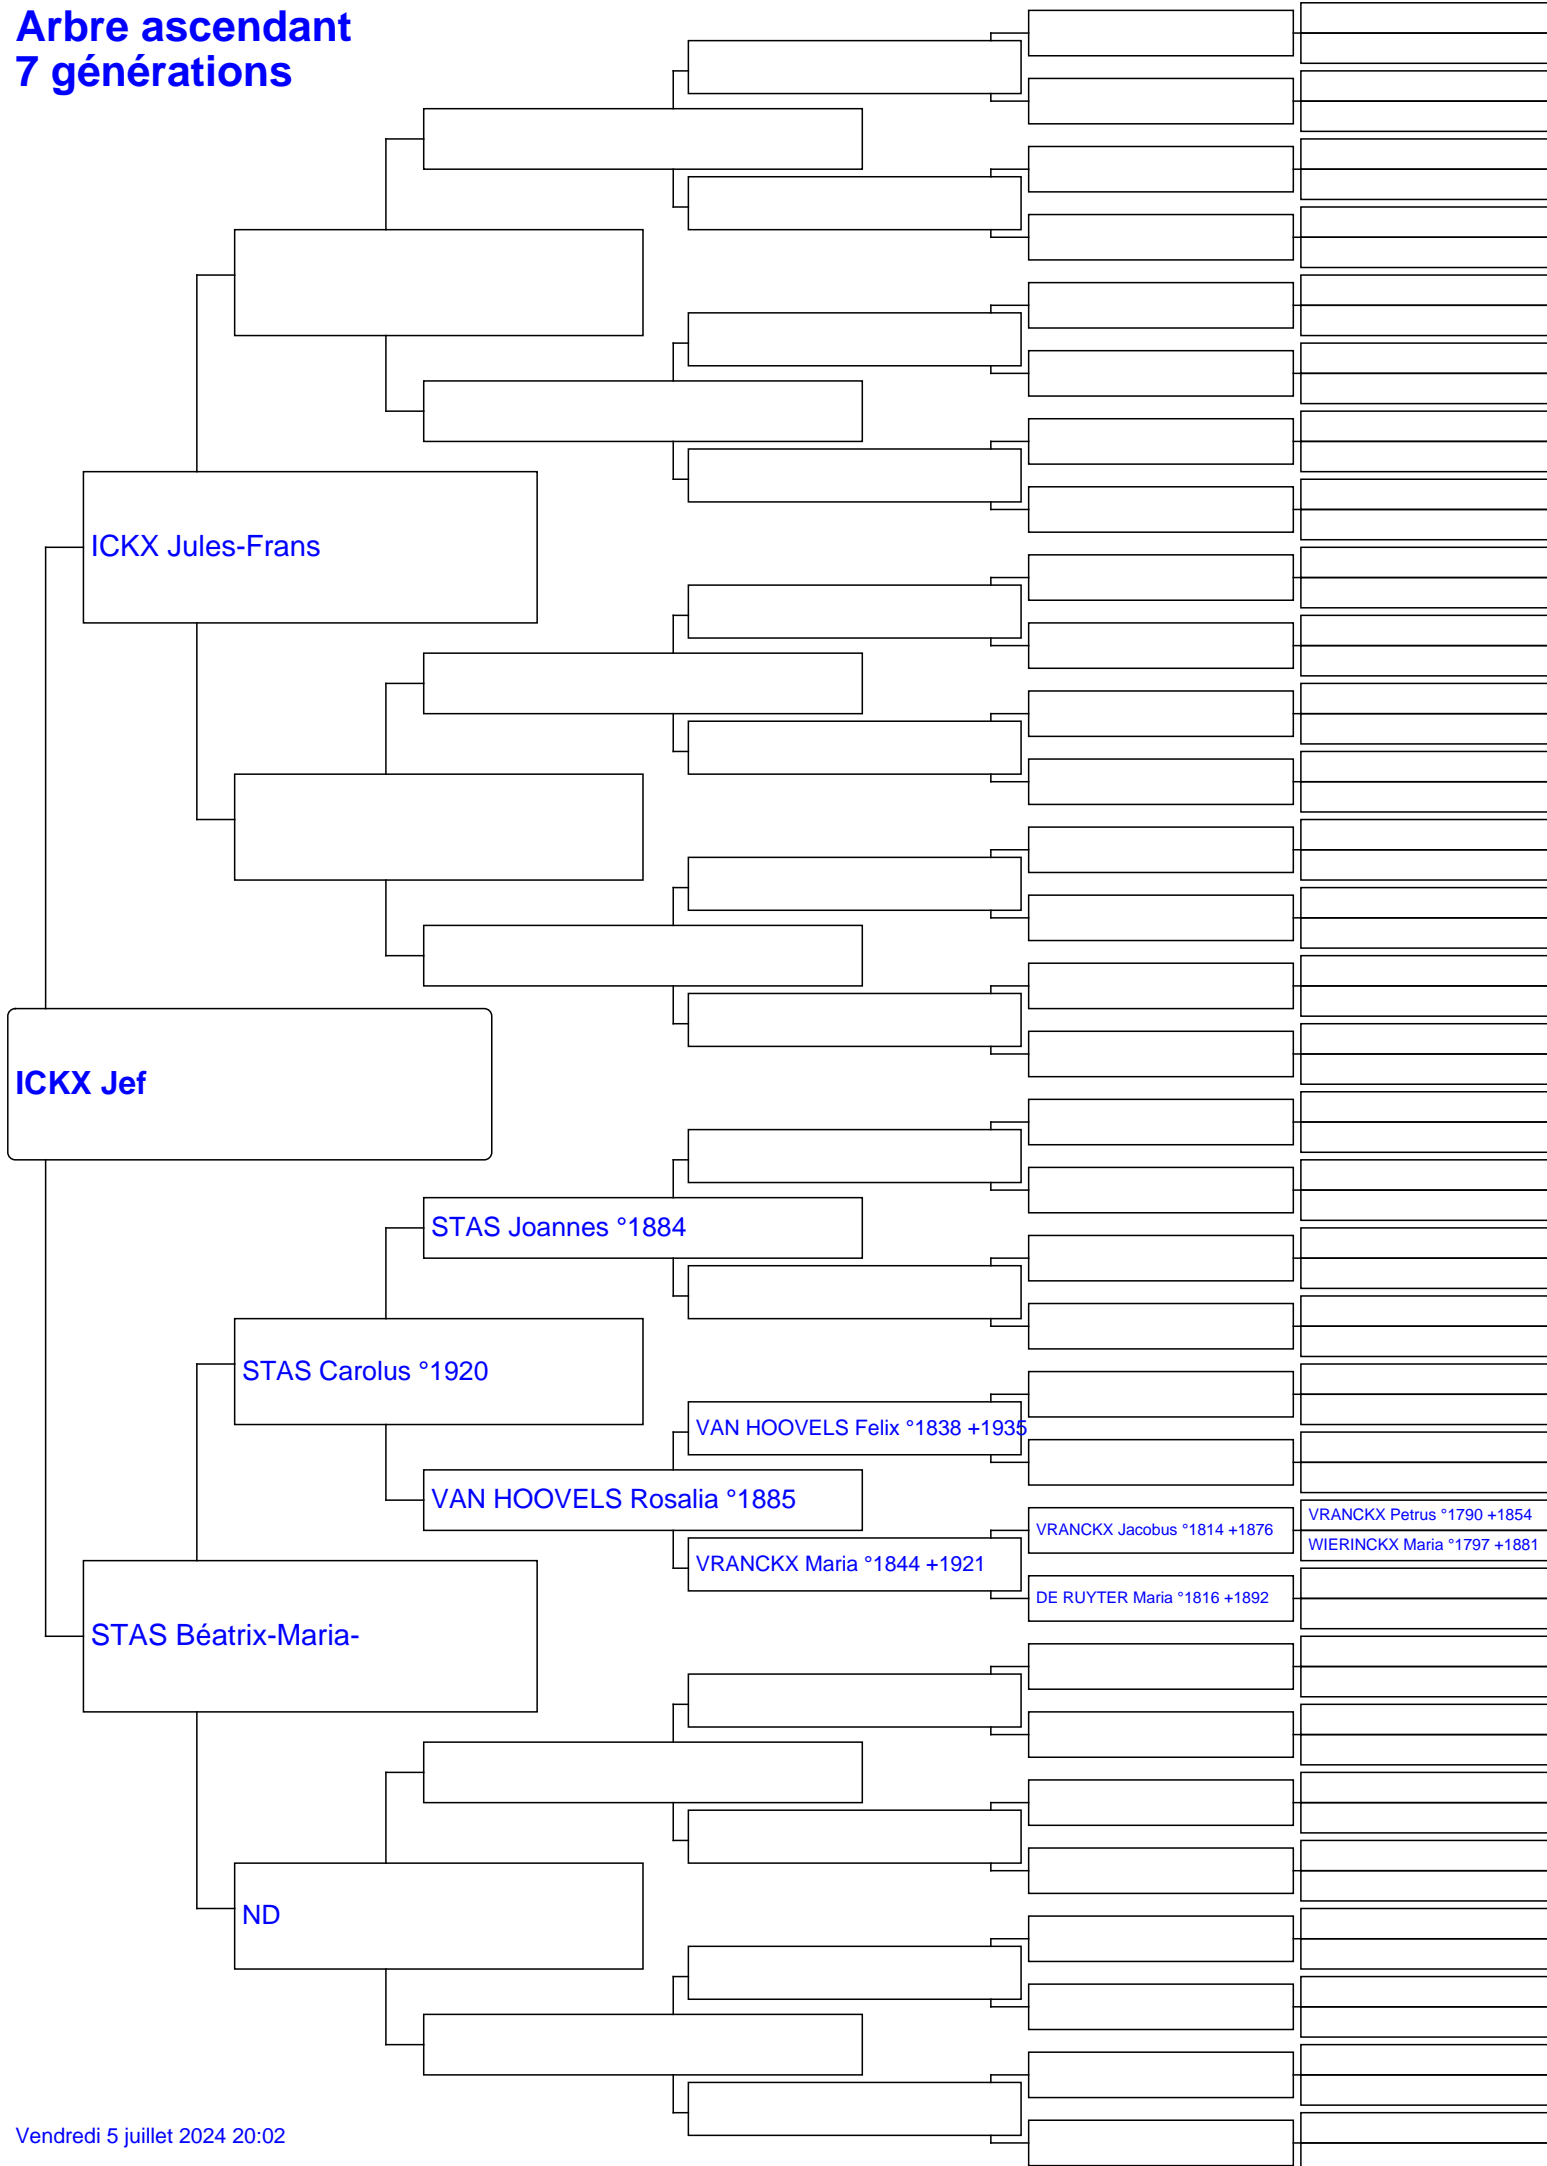 Arbre ascendant
7 générations
ICKX Jules-Frans
ICKX Jef
STAS Joannes °1884
STAS Carolus °1920
VAN HOOVELS Felix °1838 +1935
VAN HOOVELS Rosalia °1885
VRANCKX Petrus °1790 +1854
VRANCKX Jacobus °1814 +1876
WIERINCKX Maria °1797 +1881
VRANCKX Maria °1844 +1921
DE RUYTER Maria °1816 +1892
STAS Béatrix-Maria-
ND
Vendredi 5 juillet 2024 20:02